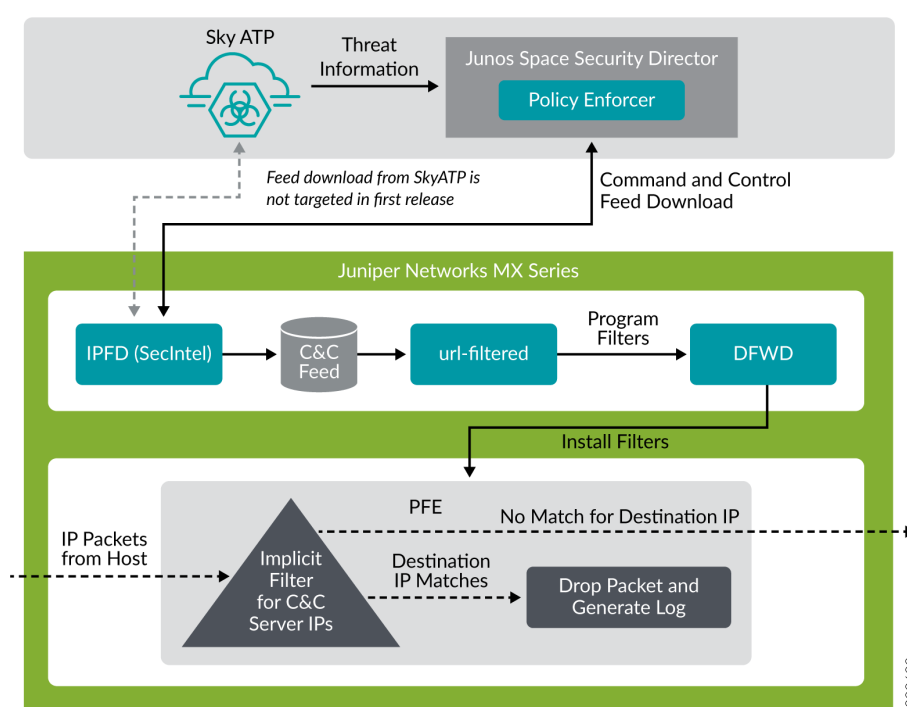 Sky ATP
Threat
Information
Junos Space Security Director
Policy Enforcer
Feed download from SkyATP is
not targeted in first release
Command and Control
Feed Download
Juniper Networks MX Series
IPFD (SecIntel)
C&C
Feed
url-filtered
Program
Filters
DFWD
Install Filters
PFE
No Match for Destination IP
IP Packets
from Host
Implicit
Filter
for C&C
Server IPs
Destination
IP Matches
Drop Packet and
Generate Log